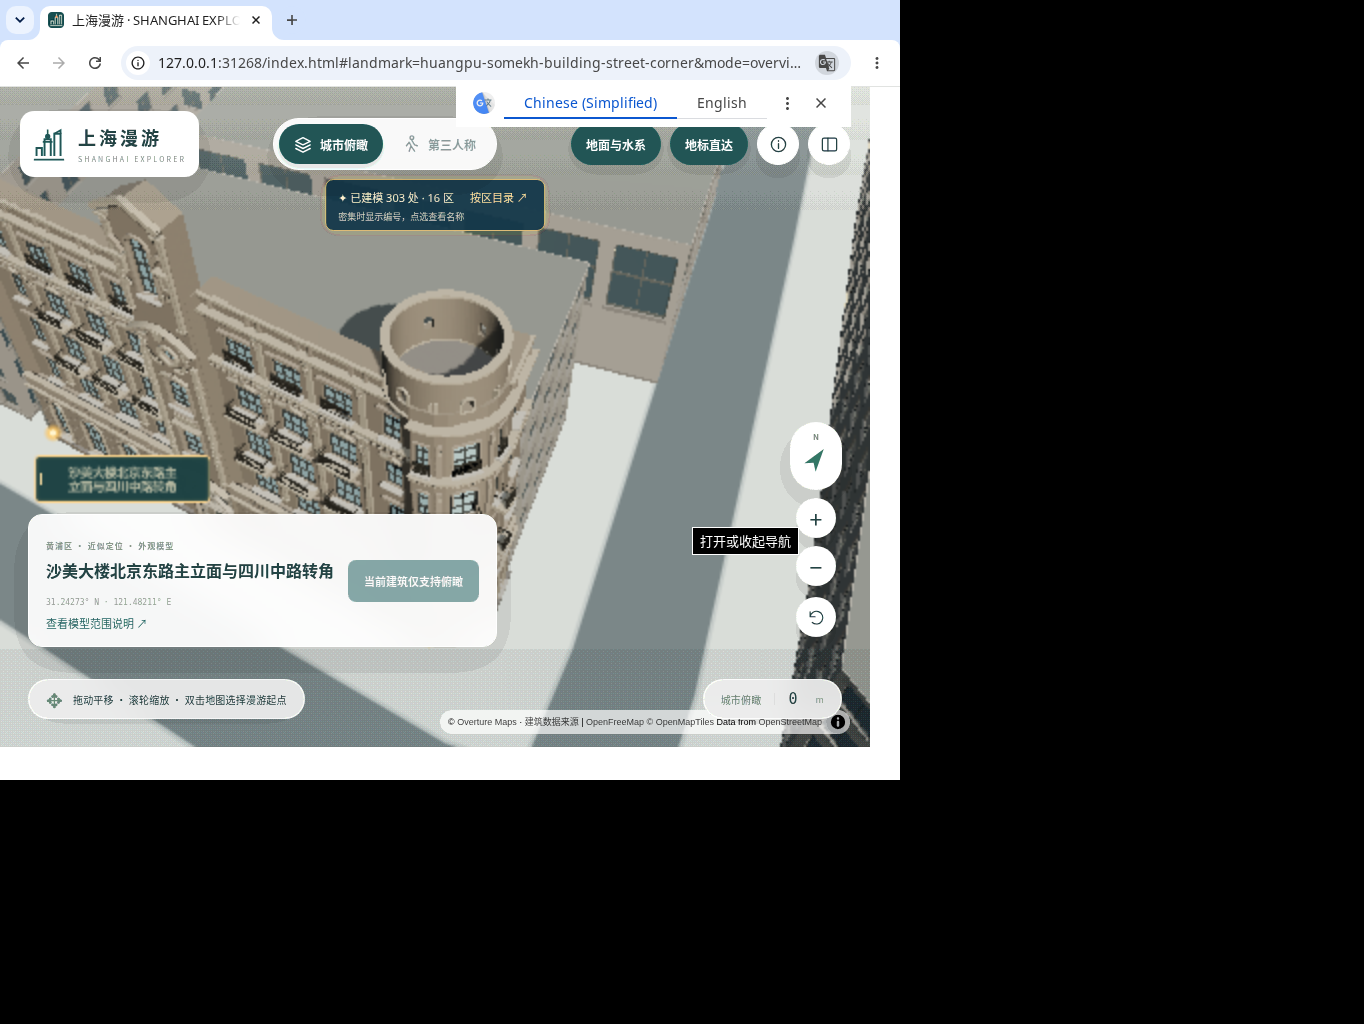 上海漫游 · SHANGHAI EXPLO
127.0.0.1:31268/index.html#landmark=huangpu-somekh-building-street-corner&mode=overvi...
Chinese (Simplified)
English
上海漫游
SHANGHAI EXPLORER
城市俯瞰
第三人称
地面与水系
地标直达
✦ 已建模 303 处 · 16 区 按区目录 ↗
密集时显示编号，点选查看名称
沙美大楼北京东路主
立面与四川中路转角
N
+
打开或收起导航
−
黄浦区 · 近似定位 · 外观模型
沙美大楼北京东路主立面与四川中路转角
当前建筑仅支持俯瞰
31.24273° N · 121.48211° E
查看模型范围说明 ↗
拖动平移 · 滚轮缩放 · 双击地图选择漫游起点
城市俯瞰 0 m
© Overture Maps · 建筑数据来源 | OpenFreeMap © OpenMapTiles Data from OpenStreetMap